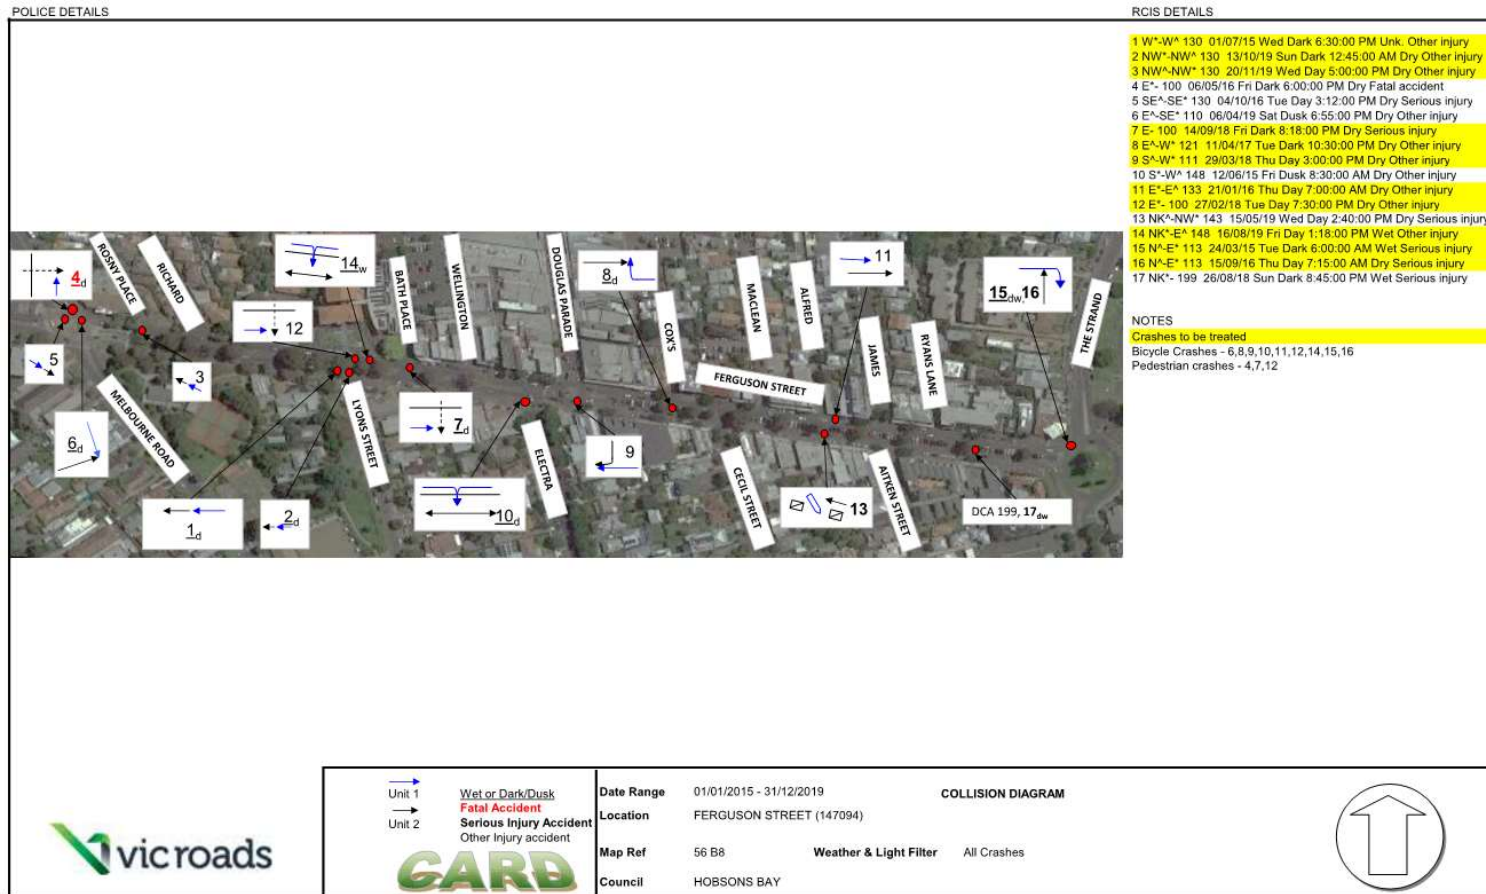 POLICE DETAILS
RCIS DETAILS
1 W*-W^ 130 01/07/15 Wed Dark 6:30:00 PM Unk. Other injury
2 NW*-NW^ 130 13/10/19 Sun Dark 12:45:00 AM Dry Other injury
3 NW^-NW* 130 20/11/19 Wed Day 5:00:00 PM Dry Other injury
4 E*- 100 06/05/16 Fri Dark 6:00:00 PM Dry Fatal accident
5 SE^-SE* 130 04/10/16 Tue Day 3:12:00 PM Dry Serious injury
6 E^-SE* 110 06/04/19 Sat Dusk 6:55:00 PM Dry Other injury
7 E- 100 14/09/18 Fri Dark 8:18:00 PM Dry Serious injury
8 E^-W* 121 11/04/17 Tue Dark 10:30:00 PM Dry Other injury
9 S^-W* 111 29/03/18 Thu Day 3:00:00 PM Dry Other injury
10 S*-W^ 148 12/06/15 Fri Dusk 8:30:00 AM Dry Other injury
11 E*-E^ 133 21/01/16 Thu Day 7:00:00 AM Dry Other injury
12 E*- 100 27/02/18 Tue Day 7:30:00 PM Dry Other injury
13 NK^-NW* 143 15/05/19 Wed Day 2:40:00 PM Dry Serious injury
14 NK*-E^ 148 16/08/19 Fri Day 1:18:00 PM Wet Other injury
15 N^-E* 113 24/03/15 Tue Dark 6:00:00 AM Wet Serious injury
16 N^-E* 113 15/09/16 Thu Day 7:15:00 AM Dry Serious injury
17 NK*- 199 26/08/18 Sun Dark 8:45:00 PM Wet Serious injury
NOTES
Crashes to be treated
Bicycle Crashes - 6,8,9,10,11,12,14,15,16
Pedestrian crashes - 4,7,12
4d
ROSNY PLACE
RICHARD
14w
BATH PLACE
WELLINGTON
DOUGLAS PARADE
8d
COX'S
MACLEAN
ALFRED
11
JAMES
RYANS LANE
15dw,16
THE STRAND
12
5
3
FERGUSON STREET
6d
MELBOURNE ROAD
LYONS STREET
7d
ELECTRA
9
CECIL STREET
13
AITKEN STREET
1d
2d
10d
DCA 199, 17dw
vic roads
Unit 1
Unit 2
Wet or Dark/Dusk
Fatal Accident
Serious Injury Accident
Other Injury accident
CARD
Date Range 01/01/2015 - 31/12/2019 COLLISION DIAGRAM
Location FERGUSON STREET (147094)
Map Ref 56 B8 Weather & Light Filter All Crashes
Council HOBSONS BAY